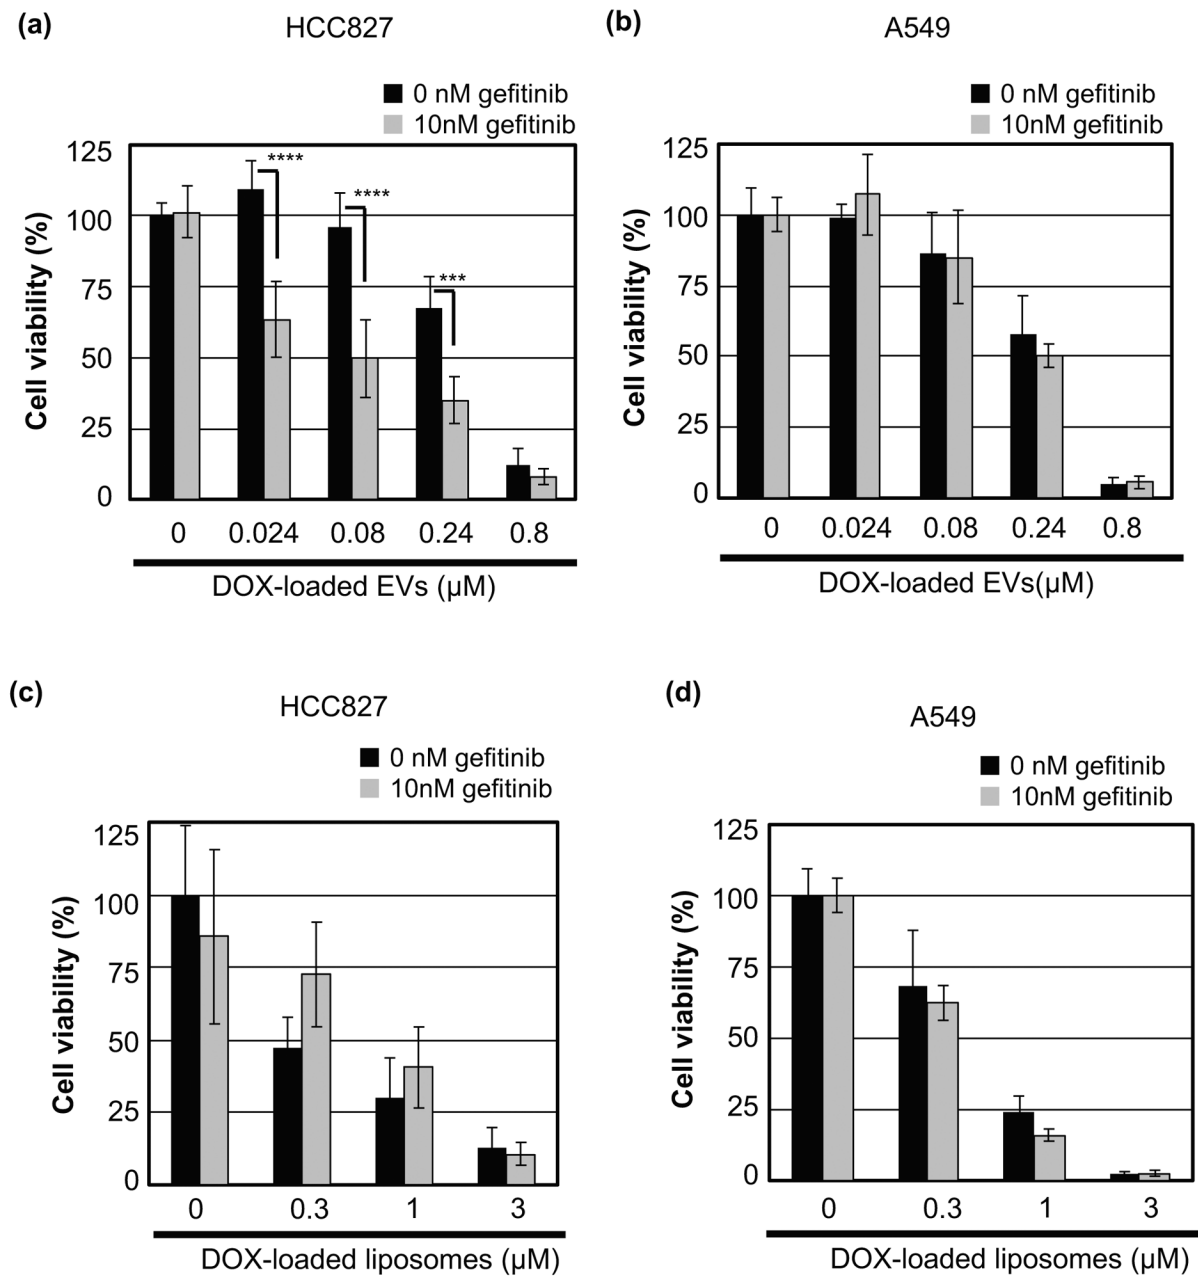 (a)
HCC827
0 nM gefitinib
10nM gefitinib
Cell viability (%)
125
100
75
50
25
0
****
****
***
0 0.024 0.08 0.24 0.8
DOX-loaded EVs (μM)
(b)
A549
0 nM gefitinib
10nM gefitinib
Cell viability (%)
125
100
75
50
25
0
0 0.024 0.08 0.24 0.8
DOX-loaded EVs(μM)
(c)
HCC827
0 nM gefitinib
10nM gefitinib
Cell viability (%)
125
100
75
50
25
0
0 0.3 1 3
DOX-loaded liposomes (μM)
(d)
A549
0 nM gefitinib
10nM gefitinib
Cell viability (%)
125
100
75
50
25
0
0 0.3 1 3
DOX-loaded liposomes (μM)